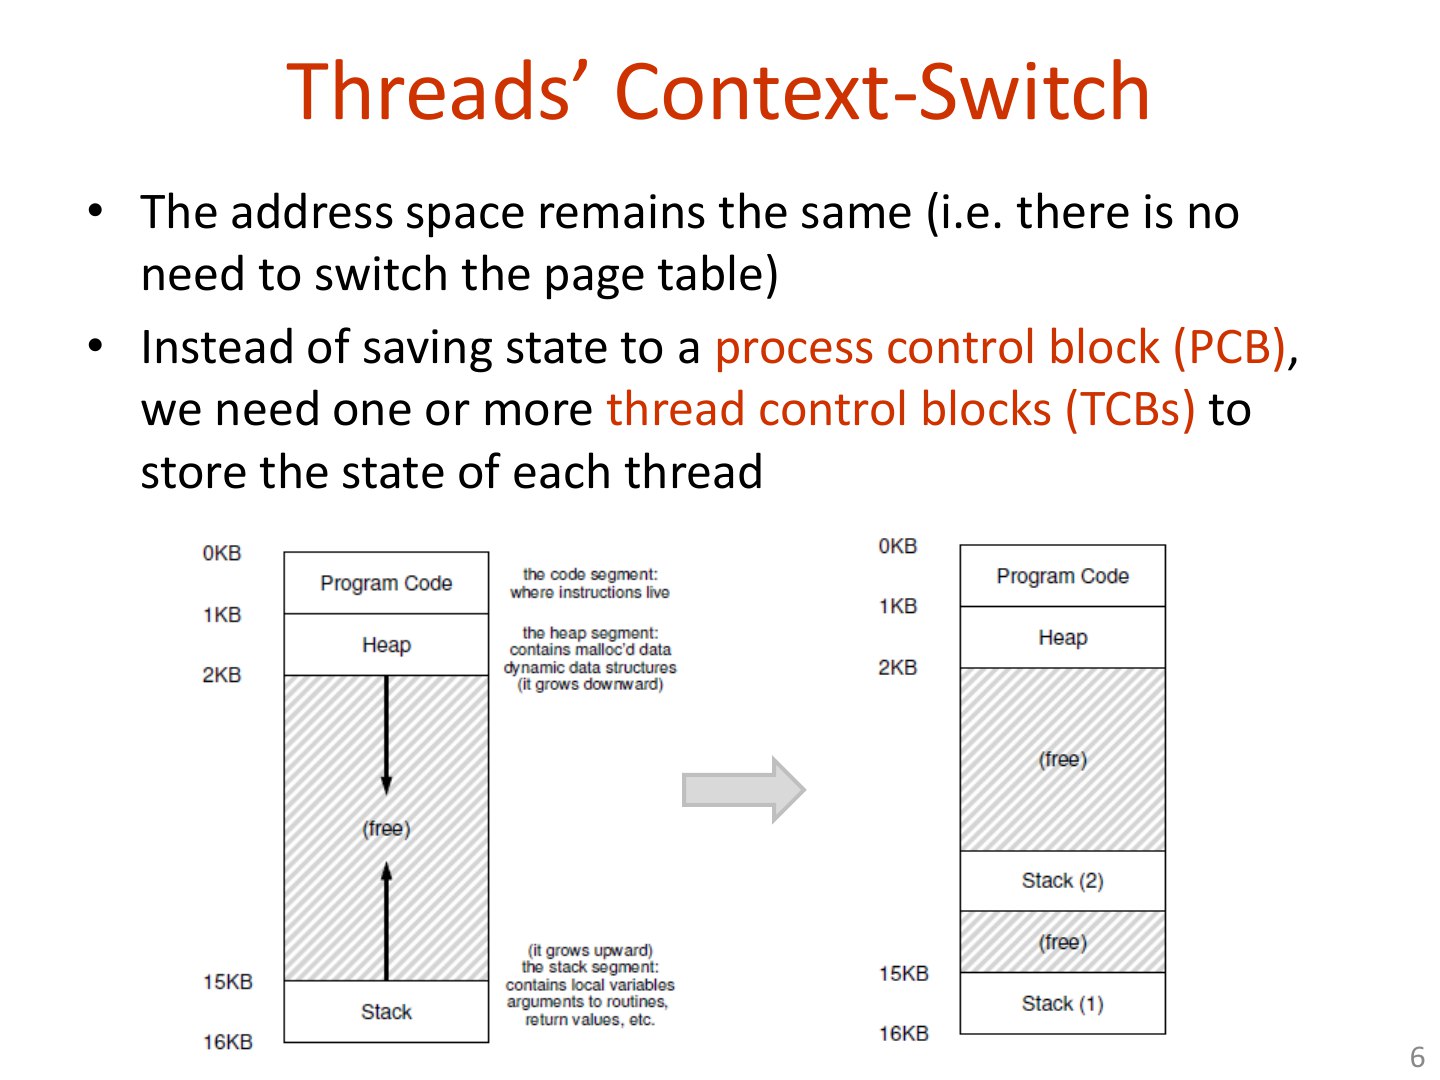 Threads’ Context-Switch
• The address space remains the same (i.e. there is no
need to switch the page table)
• Instead of saving state to a process control block (PCB),
we need one or more thread control blocks (TCBs) to
store the state of each thread
0KB
Program Code
the code segment:
where instructions live
1KB
Heap
the heap segment:
contains malloc'd data
dynamic data structures
(it grows downward)
2KB
(free)
(it grows upward)
the stack segment:
contains local variables
arguments to routines,
return values, etc.
15KB
Stack
16KB
0KB
Program Code
1KB
Heap
2KB
(free)
Stack (2)
(free)
15KB
Stack (1)
16KB
6